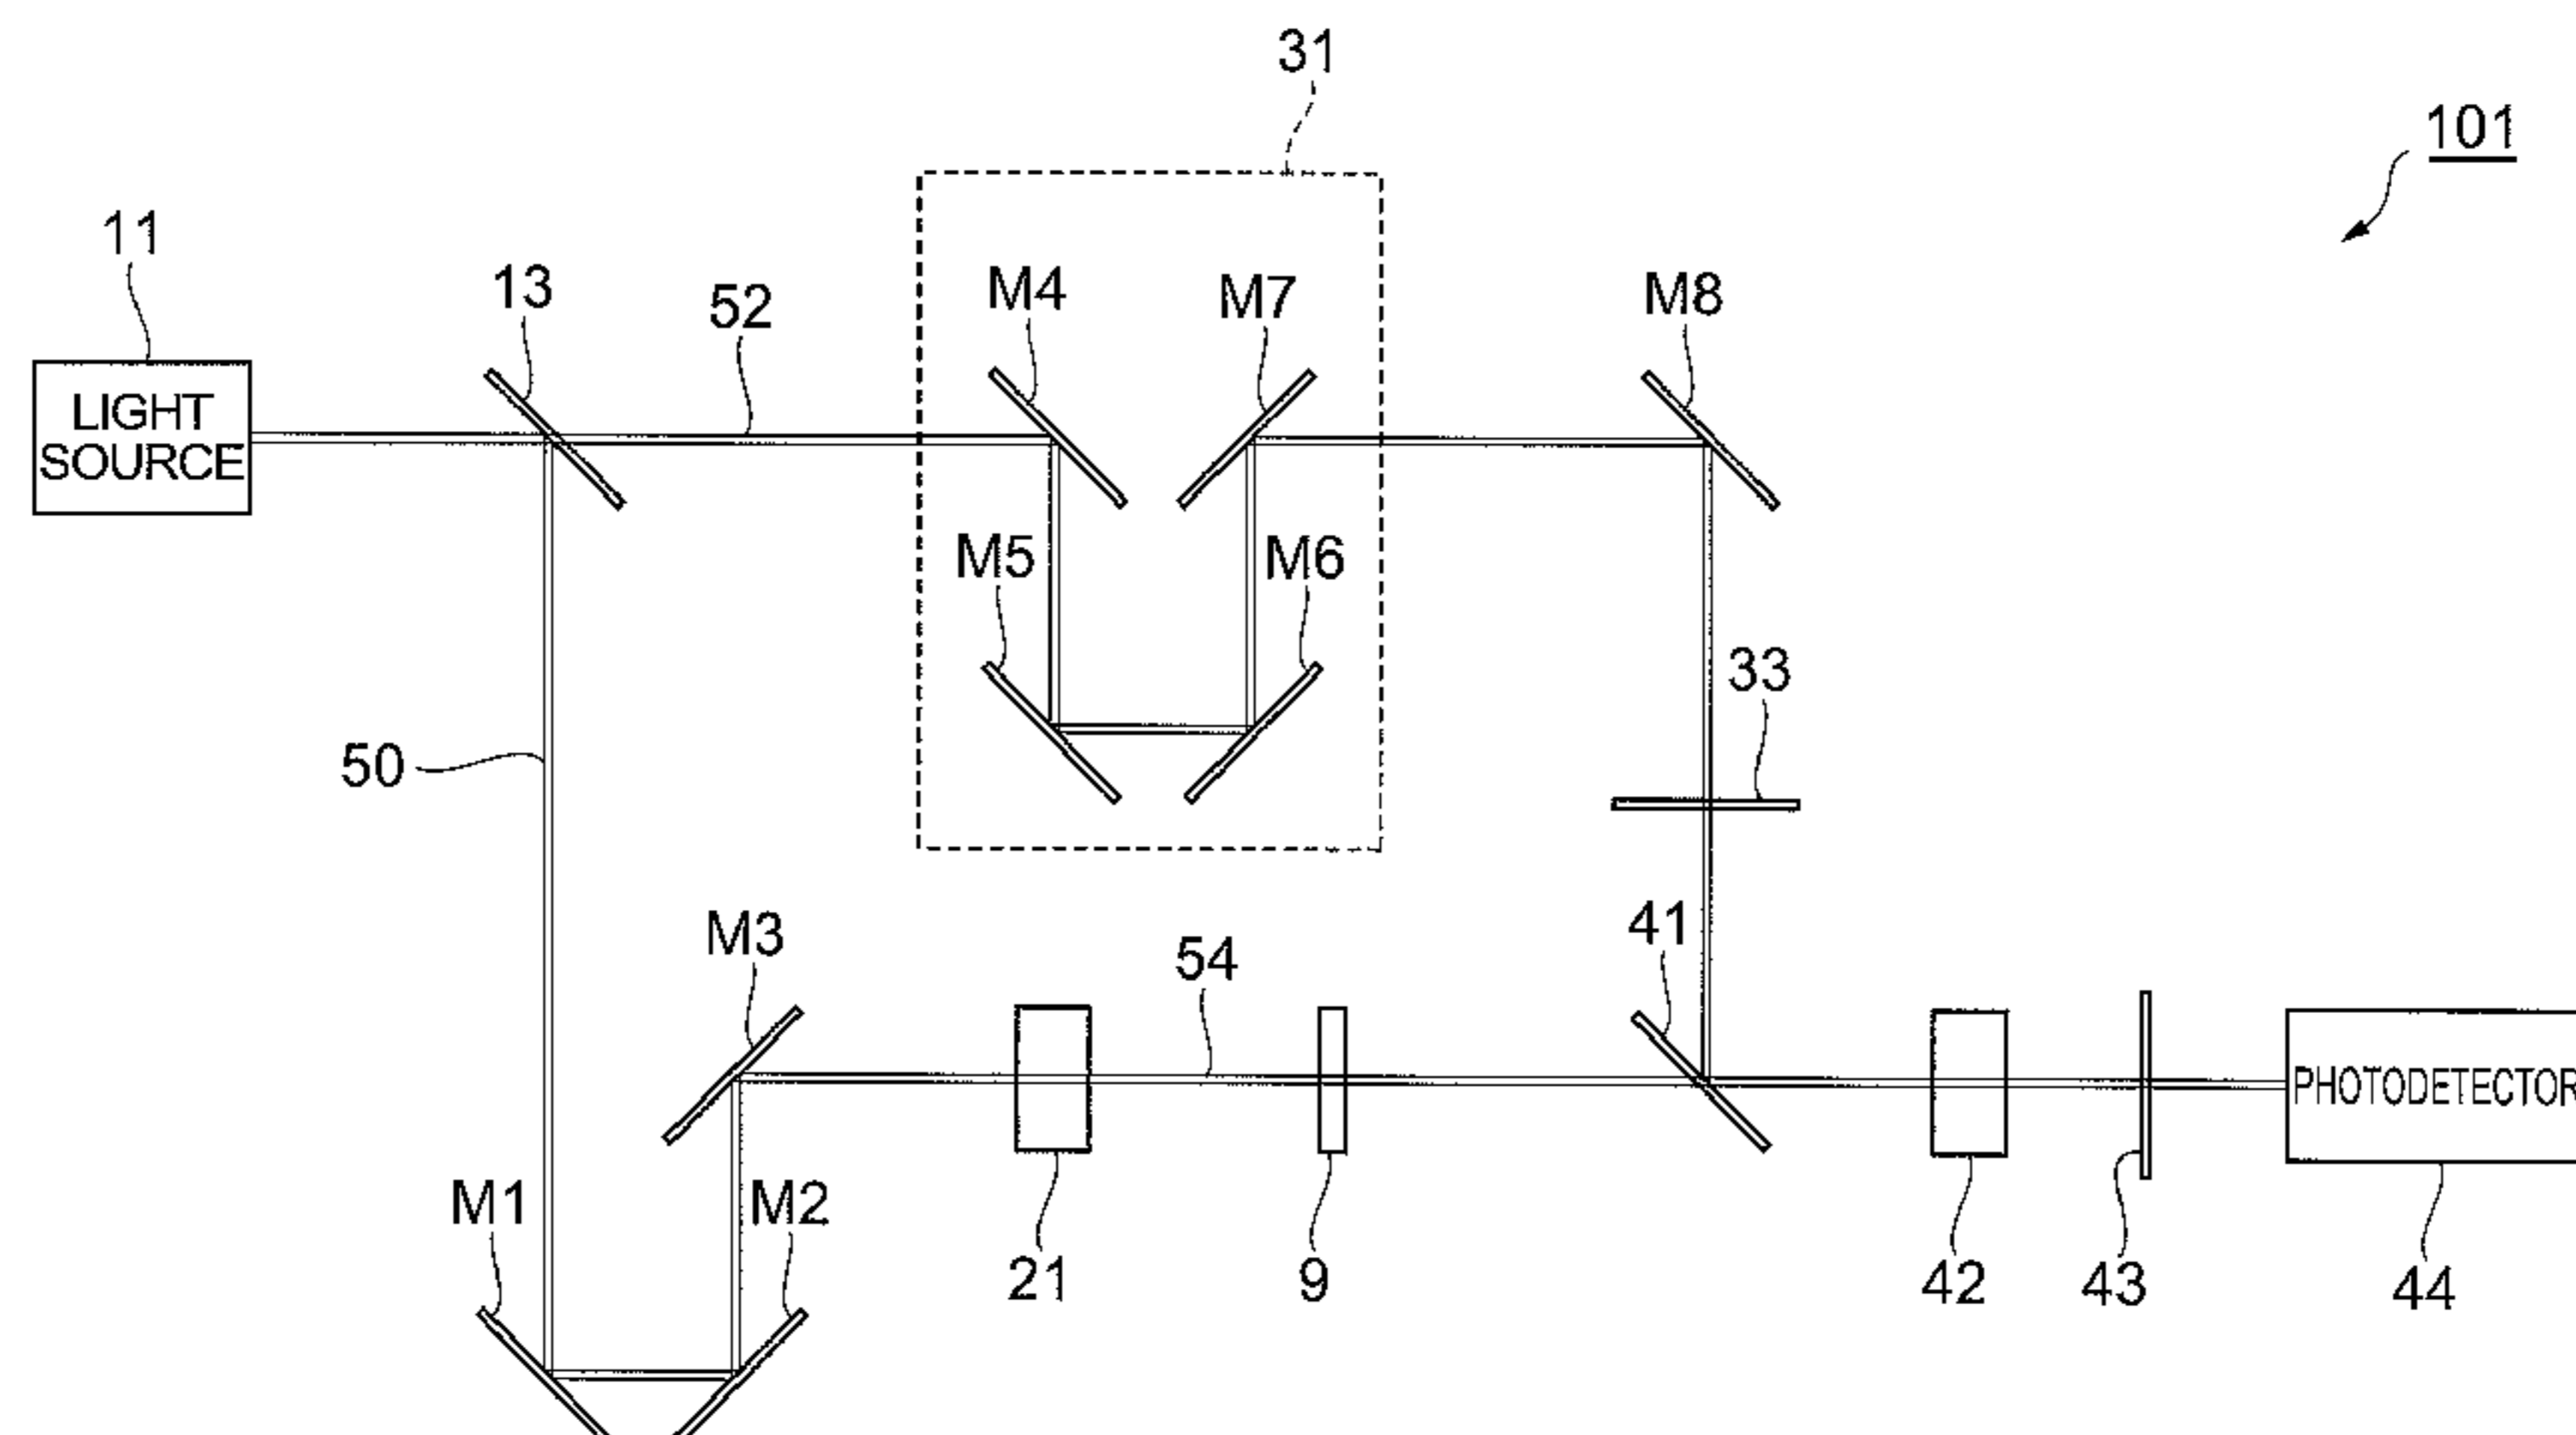 31
101
11
13
52
M4
M7
M8
LIGHT
SOURCE
M5
M6
33
50
M3
54
41
PHOTODETECTOR
M1
M2
21
9
42
43
44